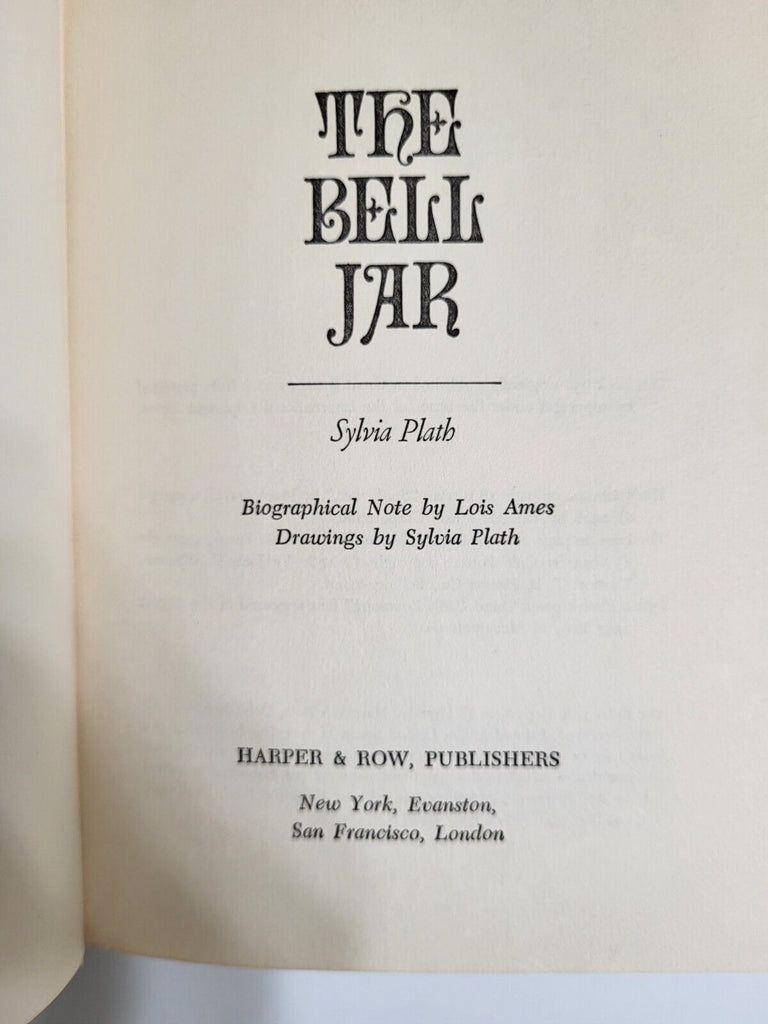 THE
BELL
JAR
Sylvia Plath
Biographical Note by Lois Ames
Drawings by Sylvia Plath
HARPER & ROW, PUBLISHERS
New York, Evanston,
San Francisco, London